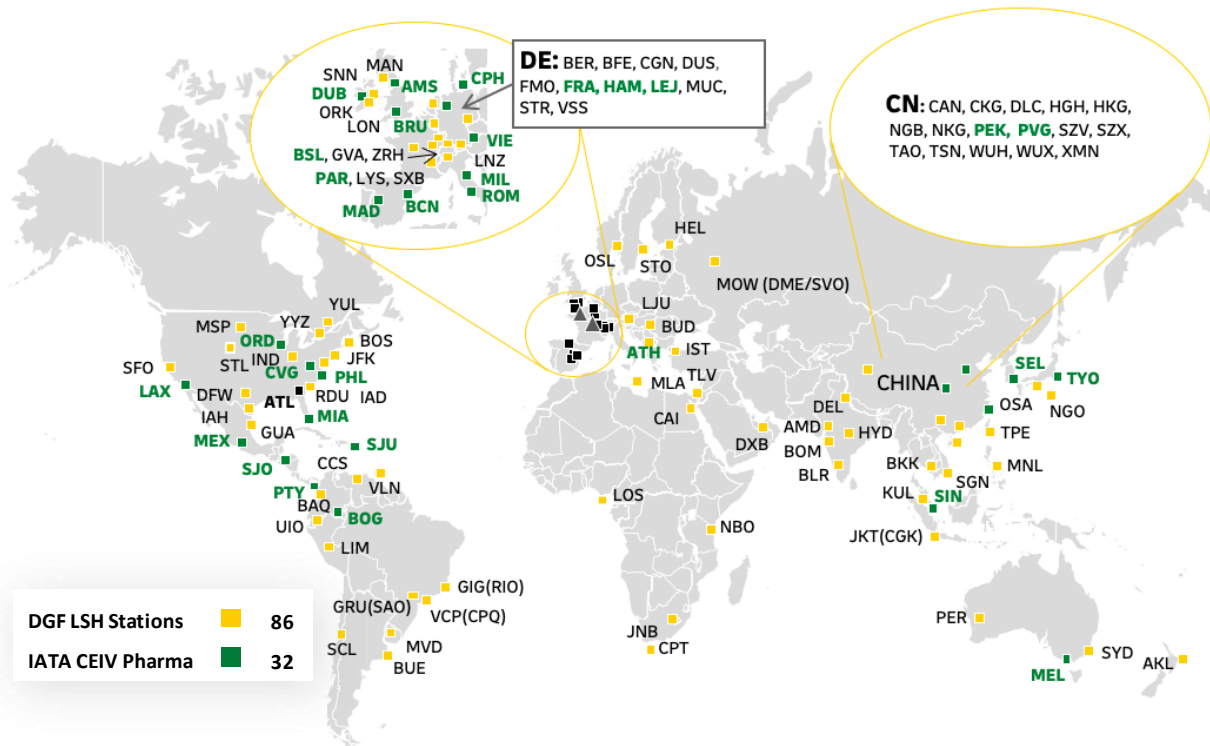 MAN
SNN
AMS
CPH
DUB
ORK
LON
BRU
VIE
BSL, GVA, ZRH
LNZ
PAR, LYS, SXB
MIL
ROM
MAD
BCN
DE: BER, BFE, CGN, DUS,
FMO, FRA, HAM, LEJ, MUC,
STR, VSS
CN: CAN, CKG, DLC, HGH, HKG,
NGB, NKG, PEK, PVG, SZV, SZX,
TAO, TSN, WUH, WUX, XMN
HEL
OSL
STO
MOW (DME/SVO)
LJU
BUD
ATH
IST
MLA
TLV
CAI
DXB
YUL
YYZ
MSP
ORD
BOS
STL
IND
JFK
SFO
CVG
PHL
LAX
DFW
ATL
RDU
IAD
IAH
MIA
GUA
MEX
SJU
SJO
CCS
PTY
VLN
BAQ
BOG
UIO
LIM
GIG(RIO)
GRU(SAO)
VCP(CPQ)
SCL
MVD
BUE
LOS
NBO
JNB
CPT
CHINA
SEL
TYO
OSA
NGO
DEL
AMD
HYD
BOM
BLR
TPE
BKK
MNL
SGN
KUL
SIN
JKT(CGK)
PER
SYD
MEL
AKL
DGF LSH Stations 86
IATA CEIV Pharma 32